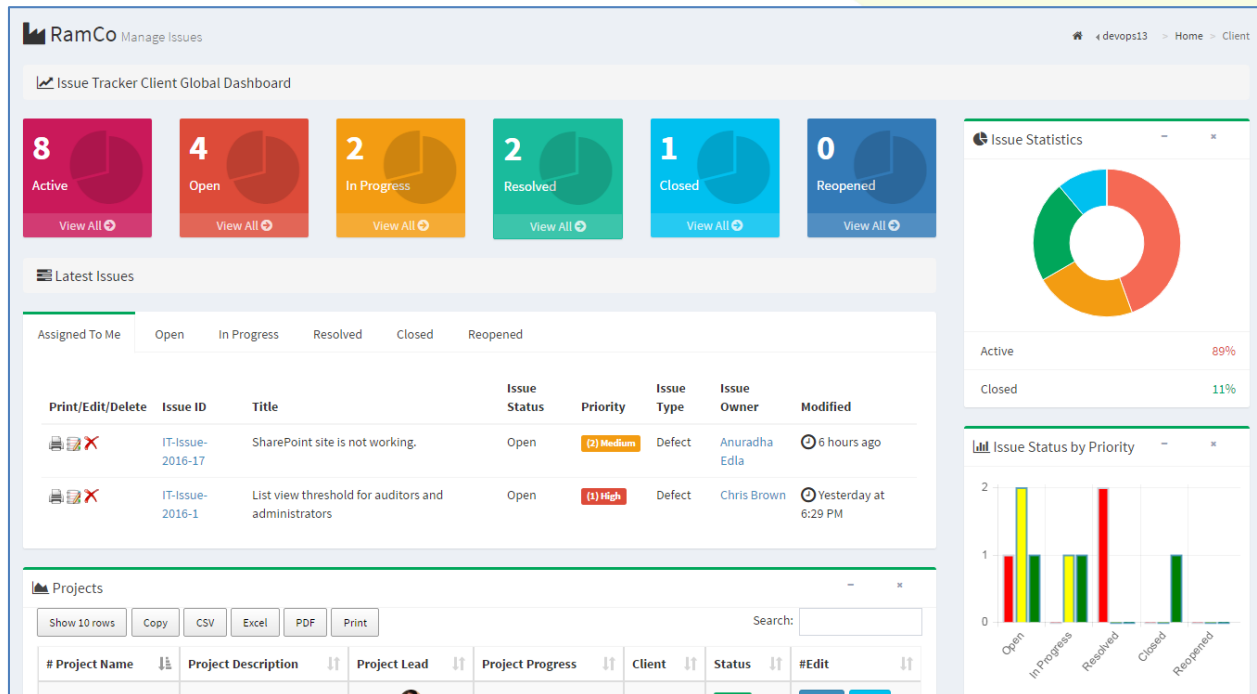 RamCo Manage Issues
devops13 > Home > Client
Issue Tracker Client Global Dashboard
8
Active
View All
4
Open
View All
2
In Progress
View All
2
Resolved
View All
1
Closed
View All
0
Reopened
View All
Latest Issues
Assigned To Me Open In Progress Resolved Closed Reopened
Print/Edit/Delete Issue ID Title Issue Status Priority Issue Type Issue Owner Modified
IT-Issue-2016-17 SharePoint site is not working. Open (2) Medium Defect Anuradha Edla 6 hours ago
IT-Issue-2016-1 List view threshold for auditors and administrators Open (1) High Defect Chris Brown Yesterday at 6:29 PM
Projects
Show 10 rows Copy CSV Excel PDF Print Search:
# Project Name Project Description Project Lead Project Progress Client Status #Edit
Issue Statistics
Active 89%
Closed 11%
Issue Status by Priority
2
1
0
Open In Progress Resolved Closed Reopened